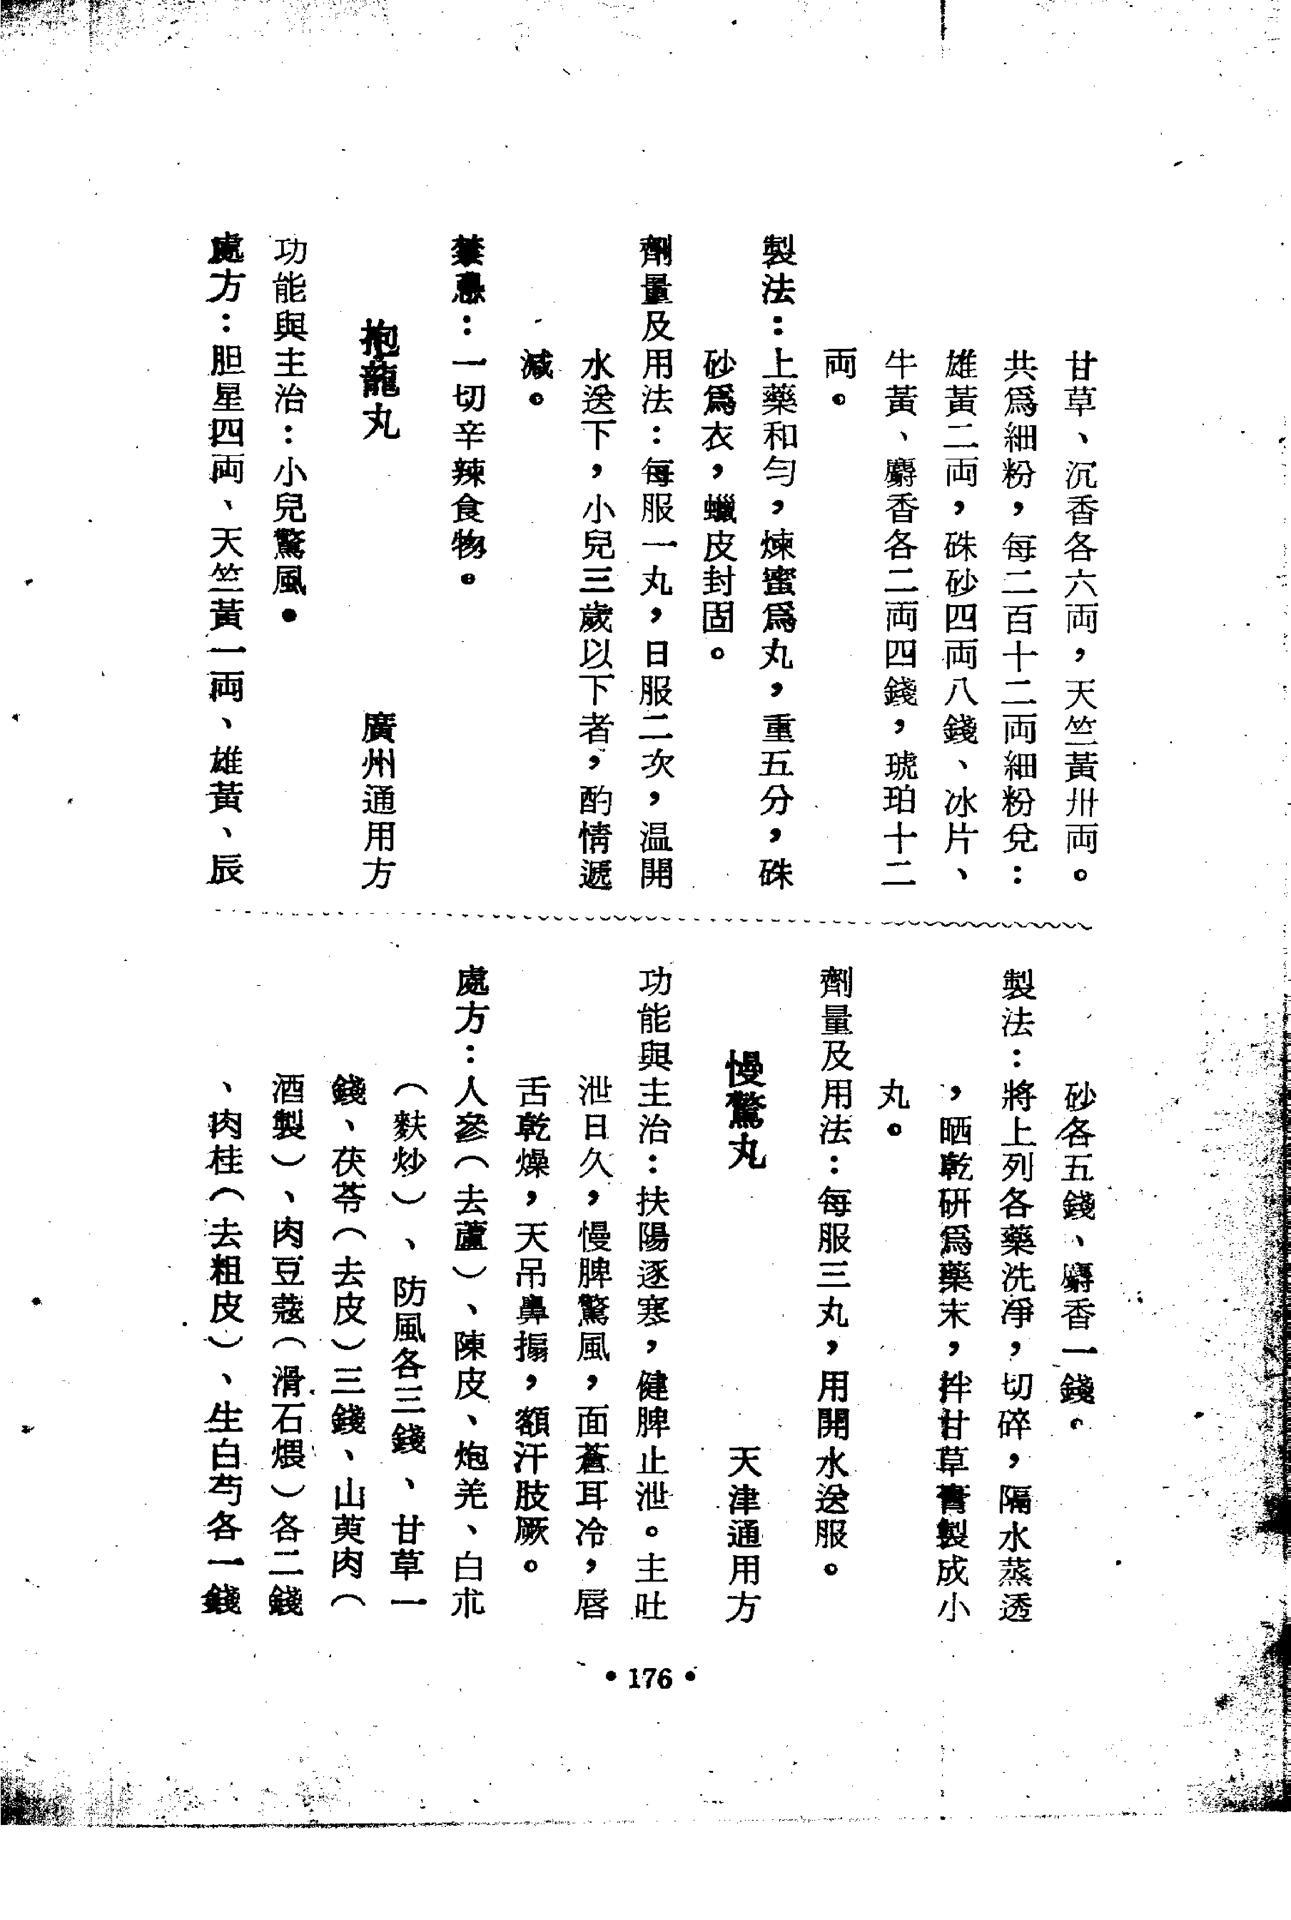 甘草、沉香各六両，天竺黃卅両。
共爲細粉，每二百十二両細粉兌：
雄黃二両，硃砂四両八錢、冰片、
牛黃、麝香各二両四錢，琥珀十二
両。
製法：上藥和勻，煉蜜爲丸，重五分，硃
砂爲衣，蠟皮封固。
劑量及用法：每服一丸，日服二次，温開
水送下，小兒三歲以下者，酌情遞
減。
禁忌：一切辛辣食物。
抱龍丸　廣州通用方
功能與主治：小兒驚風。
處方：胆星四両、天竺黃一両、雄黃、辰
砂各五錢、麝香一錢。
製法：將上列各藥洗凈，切碎，隔水蒸透
，晒乾研爲藥末，拌甘草膏製成小
丸。
劑量及用法：每服三丸，用開水送服。
慢驚丸　天津通用方
功能與主治：扶陽逐寒，健脾止泄。主吐
泄日久，慢脾驚風，面蒼耳冷，唇
舌乾燥，天吊鼻搧，額汗肢厥。
處方：人參（去蘆）、陳皮、炮羌、白朮
（麩炒）、防風各三錢、甘草一
錢、茯苓（去皮）三錢、山萸肉（
酒製）、肉豆蔻（滑石煨）各二錢
、肉桂（去粗皮）、生白芍各一錢
•176•